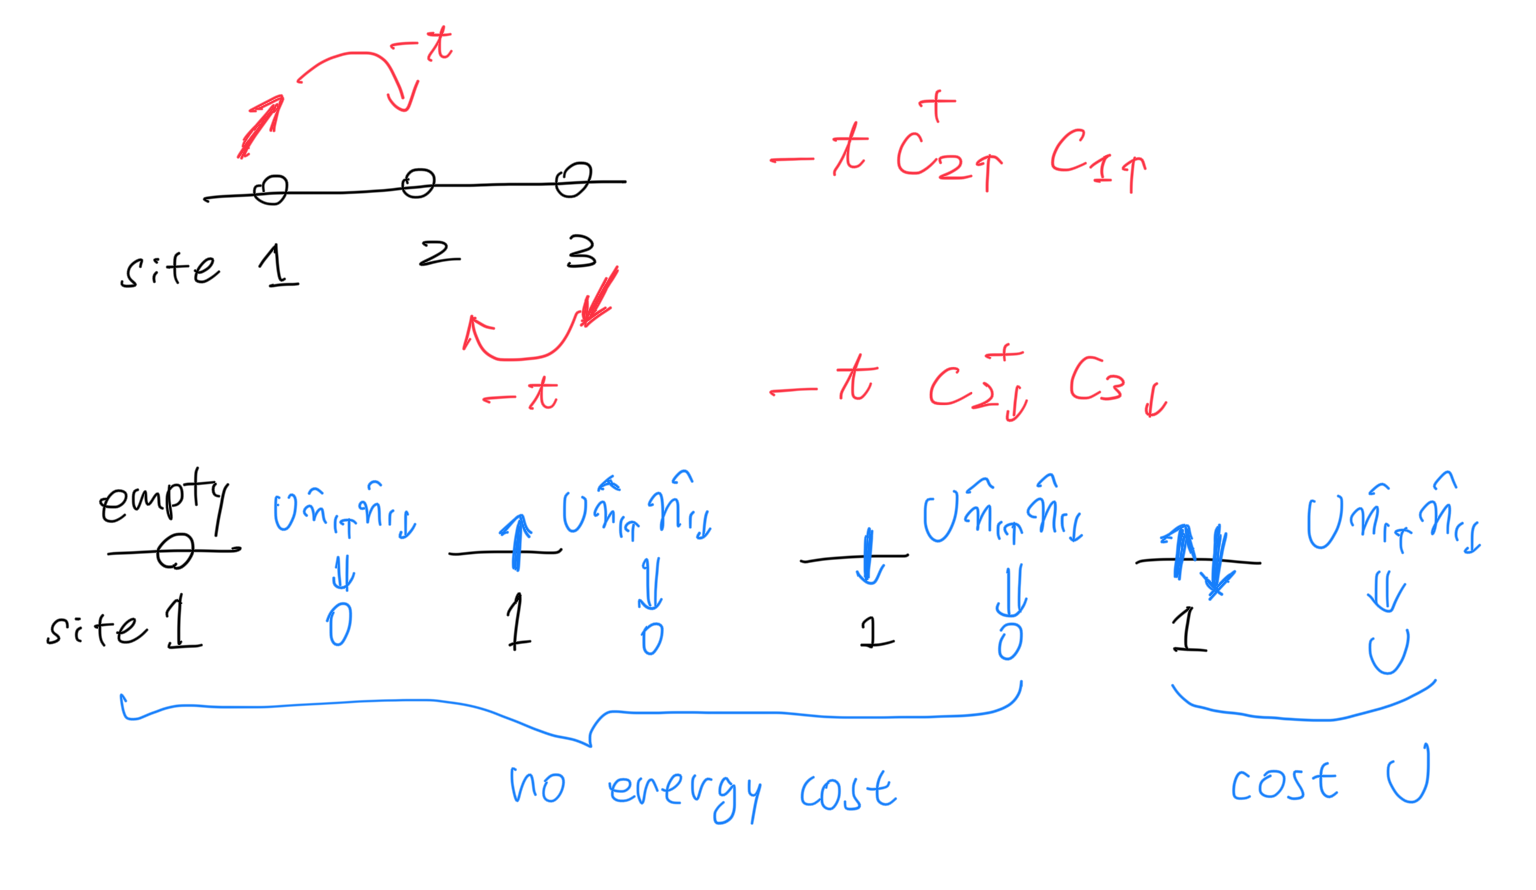 -t
-t c⁺₂↑ c₁↑
site 1 2 3
-t
-t c⁺₂↓ c₃↓
empty Un̂₁↑n̂₁↓ Un̂₁↑n̂₁↓ Un̂₁↑n̂₁↓ Un̂₁↑n̂₁↓
⇓ ⇓ ⇓ ⇓
site 1 0 1 0 1 0 1 U
no energy cost cost U